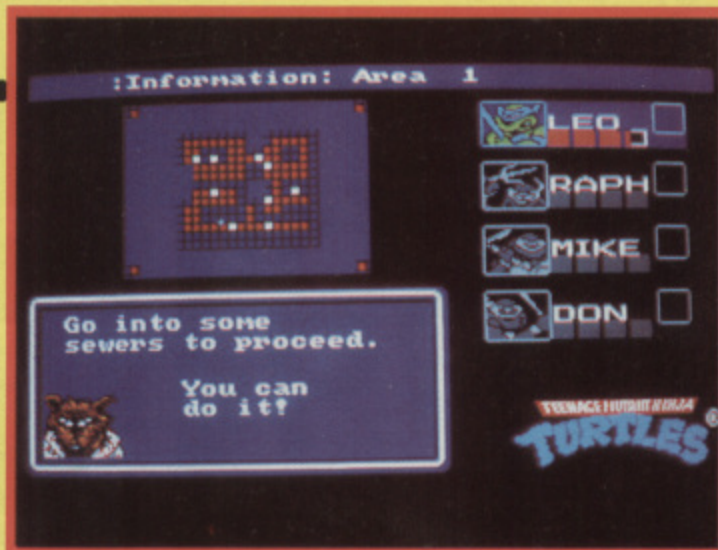 :Information: Area 1
LEO
RAPH
MIKE
DON
Go into some
sewers to proceed.
You can
do it!
TEENAGE MUTANT NINJA
TURTLES®